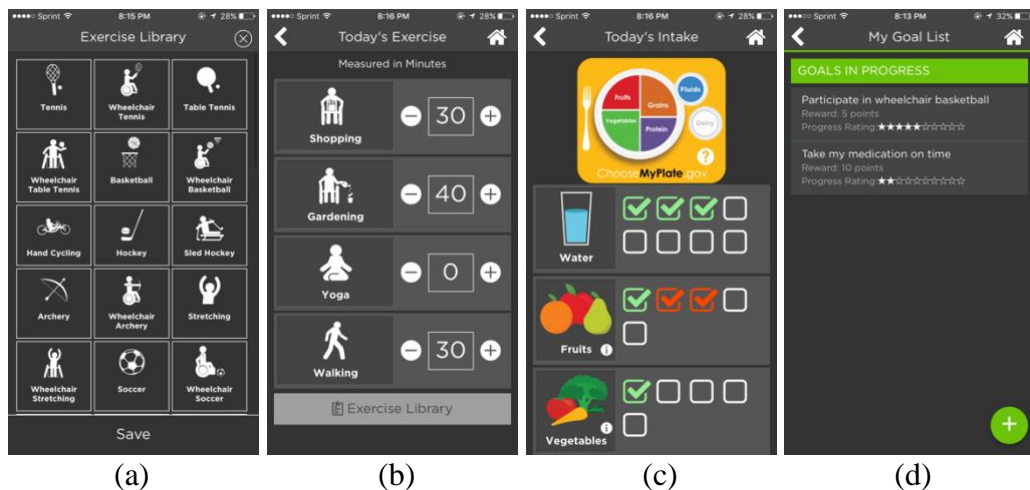 Sprint 8:15 PM 28%
Exercise Library
Tennis
Wheelchair
Tennis
Table Tennis
Wheelchair
Table Tennis
Basketball
Wheelchair
Basketball
Hand Cycling
Hockey
Sled Hockey
Archery
Wheelchair
Archery
Stretching
Wheelchair
Stretching
Soccer
Wheelchair
Soccer
Save
(a)
Sprint 8:16 PM 28%
Today's Exercise
Measured in Minutes
Shopping
30
Gardening
40
Yoga
0
Walking
30
Exercise Library
(b)
Sprint 8:16 PM 28%
Today's Intake
Fruits
Grains
Vegetables
Protein
Fluids
Dairy
?
ChooseMyPlate.gov
Water
Fruits
Vegetables
(c)
Sprint 8:13 PM 32%
My Goal List
GOALS IN PROGRESS
Participate in wheelchair basketball
Reward: 5 points
Progress Rating:★★★★★☆☆☆☆☆
Take my medication on time
Reward: 10 points
Progress Rating:★★☆☆☆☆☆☆☆☆
(d)